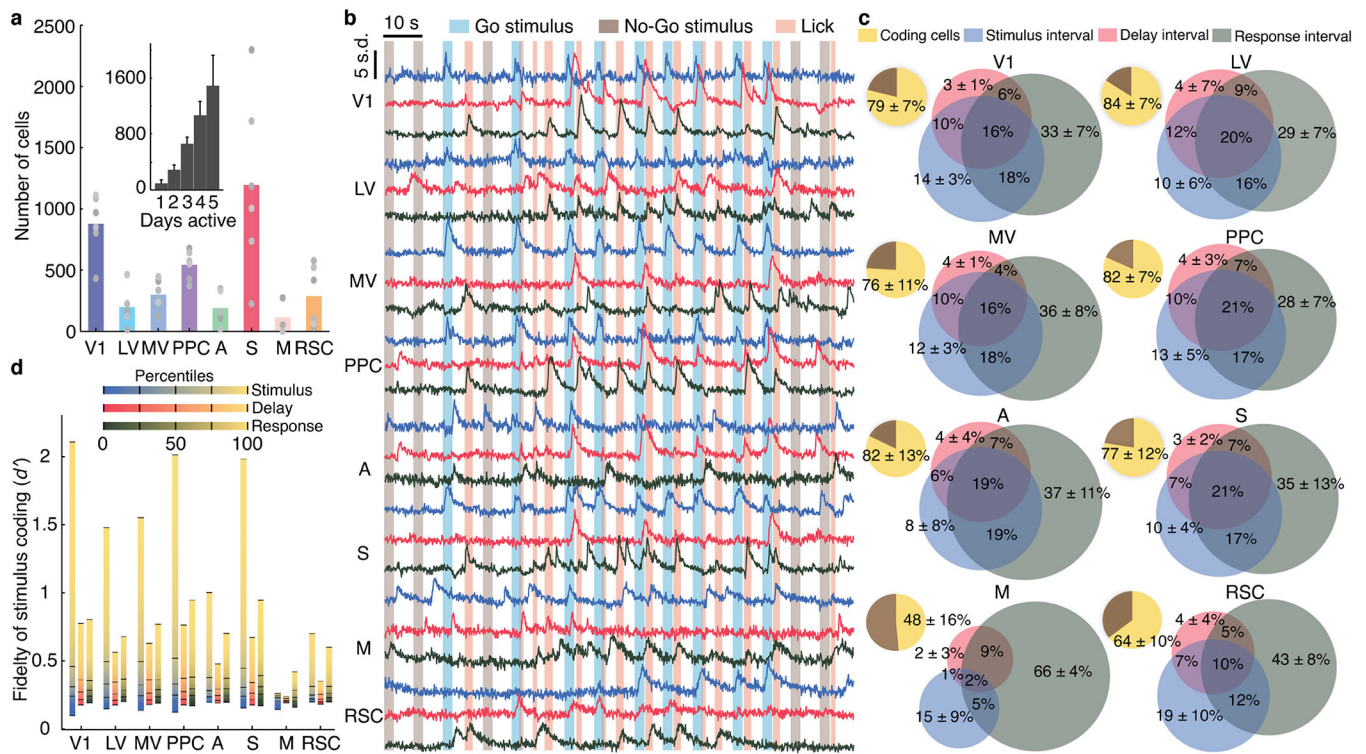 a
2500
2000
1500
1000
500
0
Number of cells
1600
800
0
1 2 3 4 5
Days active
V1 LV MV PPC A S M RSC
b
10 s
Go stimulus No-Go stimulus Lick
5 s.d.
V1
LV
MV
PPC
A
S
M
RSC
c
Coding cells Stimulus interval Delay interval Response interval
V1
79 ± 7%
3 ± 1%
6%
10%
16%
33 ± 7%
14 ± 3%
18%
LV
84 ± 7%
4 ± 7%
9%
12%
20%
29 ± 7%
10 ± 6%
16%
MV
76 ± 11%
4 ± 1%
4%
10%
16%
36 ± 8%
12 ± 3%
18%
PPC
82 ± 7%
4 ± 3%
7%
10%
21%
28 ± 7%
13 ± 5%
17%
A
82 ± 13%
4 ± 4%
7%
6%
19%
37 ± 11%
8 ± 8%
19%
S
77 ± 12%
3 ± 2%
7%
7%
21%
35 ± 13%
10 ± 4%
17%
M
48 ± 16%
2 ± 3%
9%
1%
2%
66 ± 4%
5%
15 ± 9%
RSC
64 ± 10%
4 ± 4%
5%
7%
10%
43 ± 8%
12%
19 ± 10%
d
Percentiles
Stimulus
Delay
Response
0 50 100
2
1.5
1
0.5
0
Fidelity of stimulus coding (d′)
V1 LV MV PPC A S M RSC